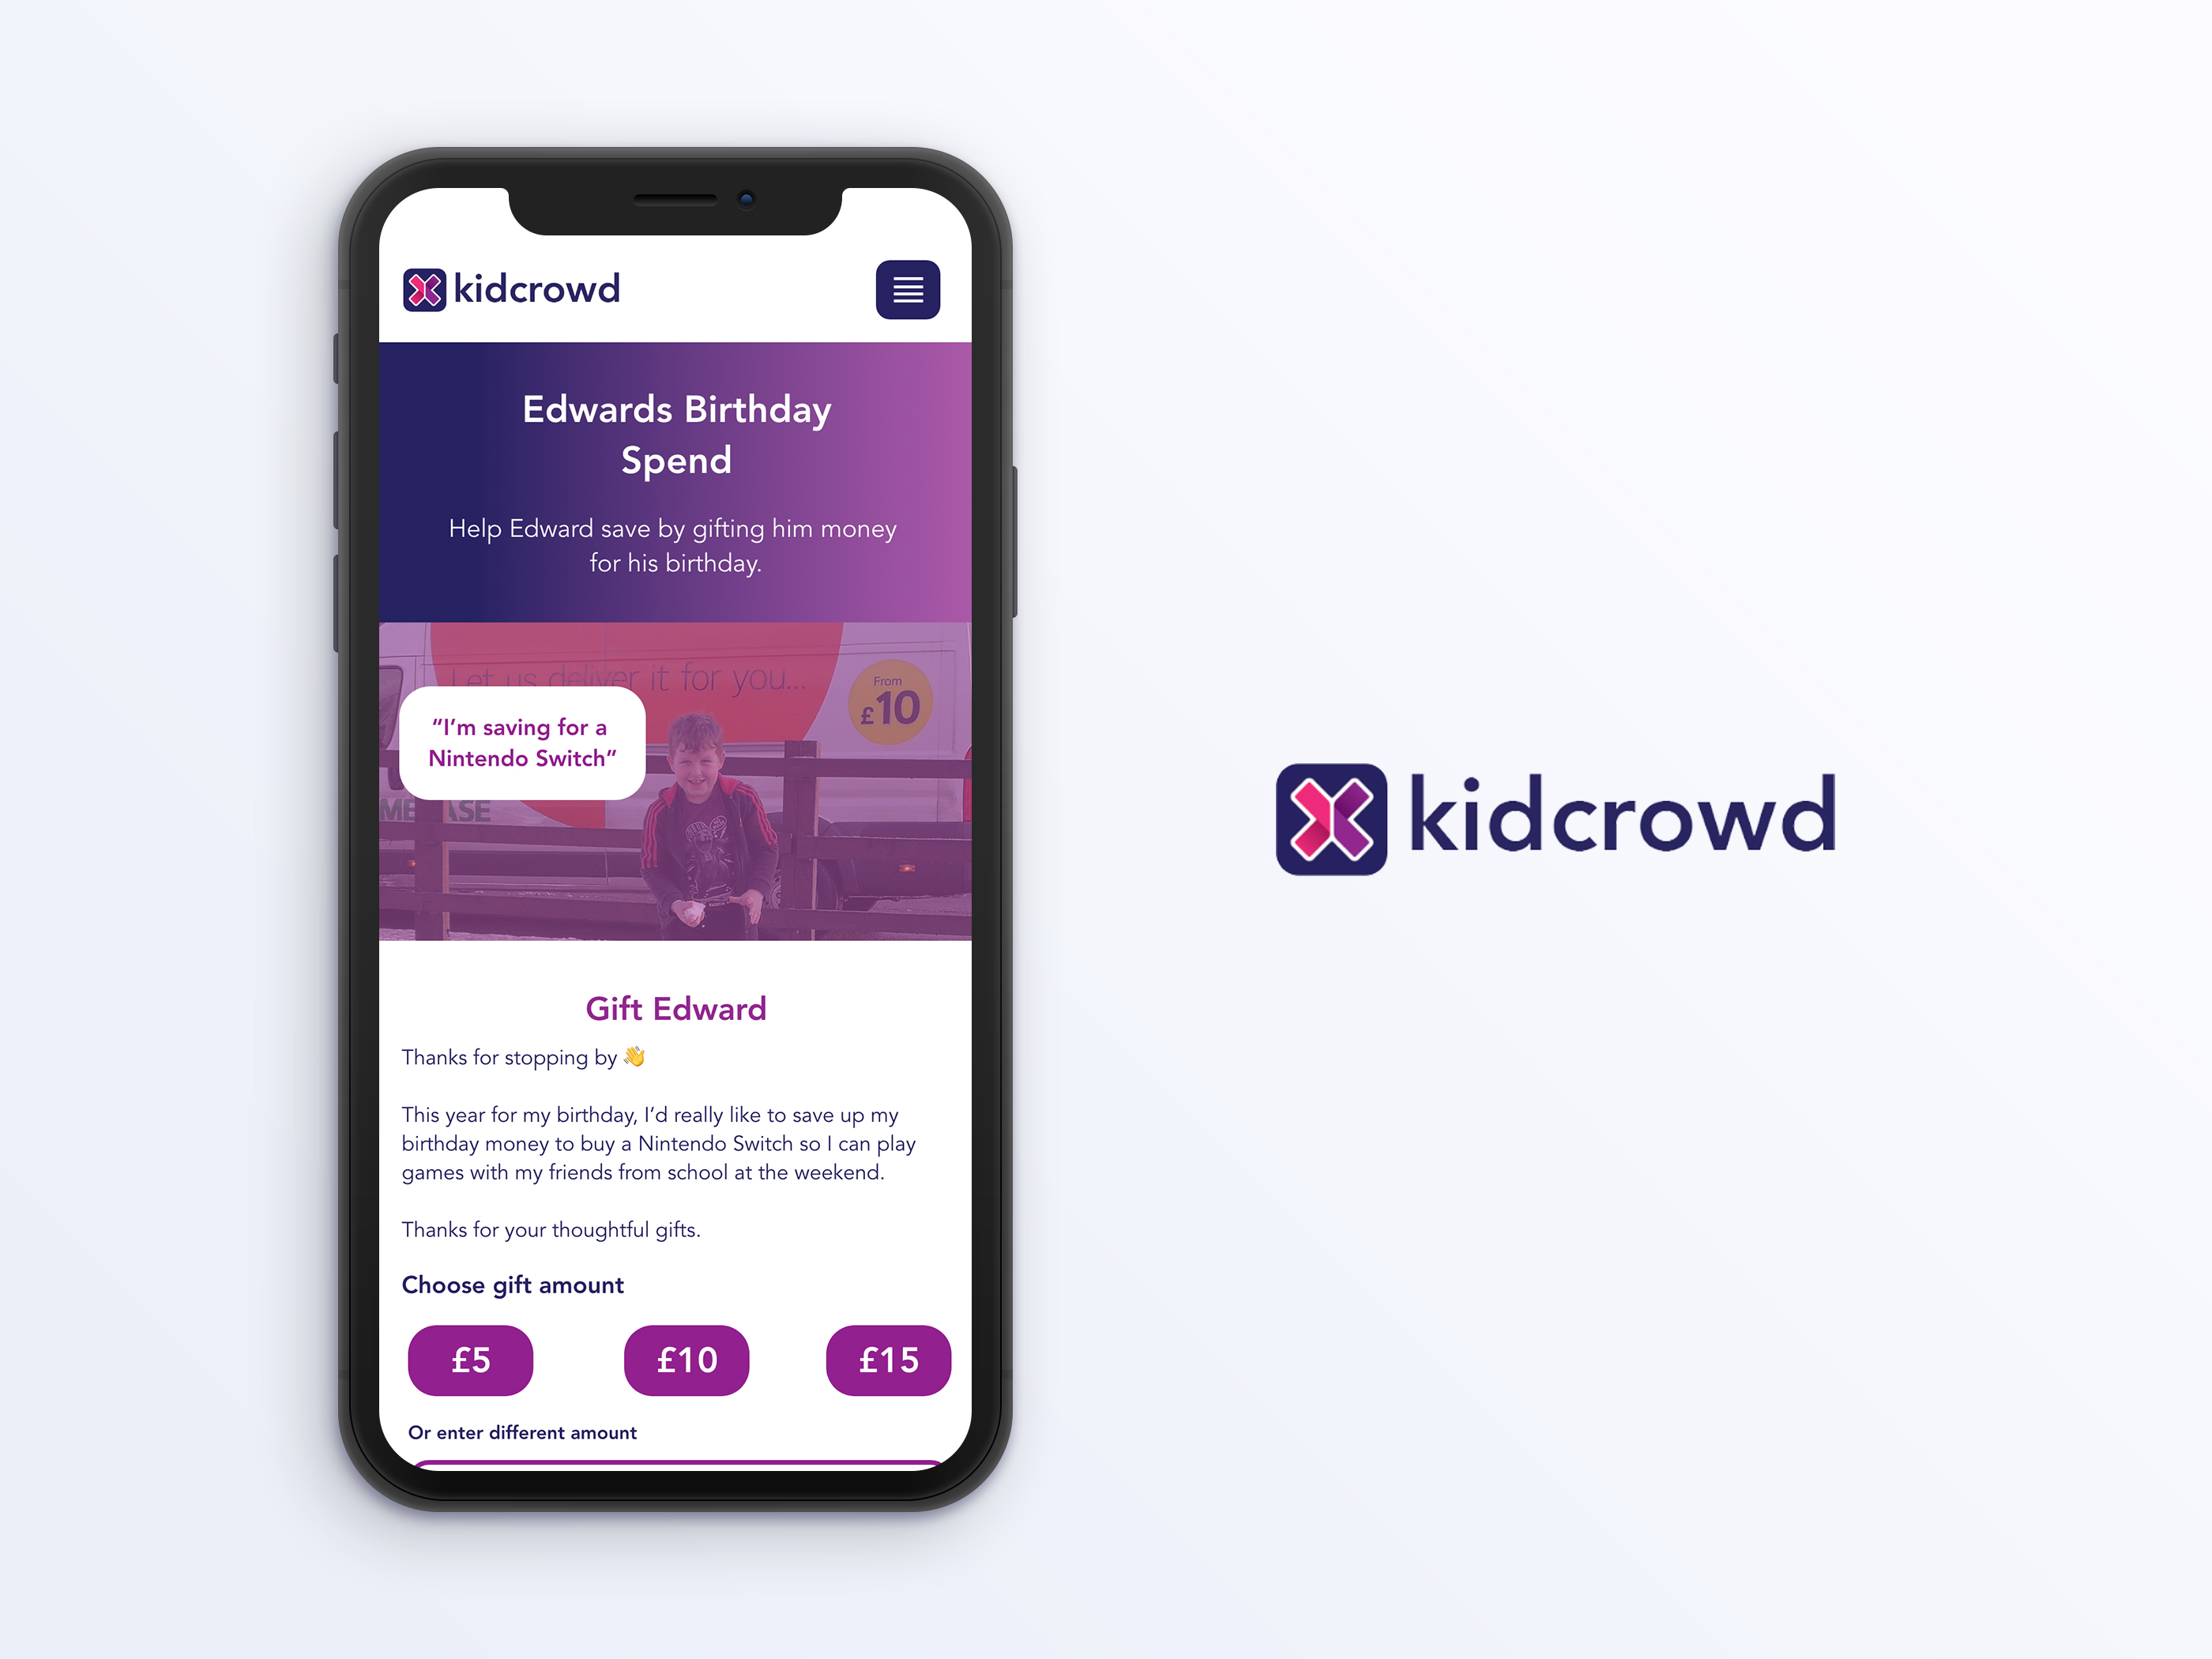 kidcrowd
Edwards Birthday
Spend
Help Edward save by gifting him money
for his birthday.
Let us deliver it for you...
From
£10
“I’m saving for a
Nintendo Switch”
Gift Edward
Thanks for stopping by 👋
This year for my birthday, I’d really like to save up my
birthday money to buy a Nintendo Switch so I can play
games with my friends from school at the weekend.
Thanks for your thoughtful gifts.
Choose gift amount
£5 £10 £15
Or enter different amount
kidcrowd